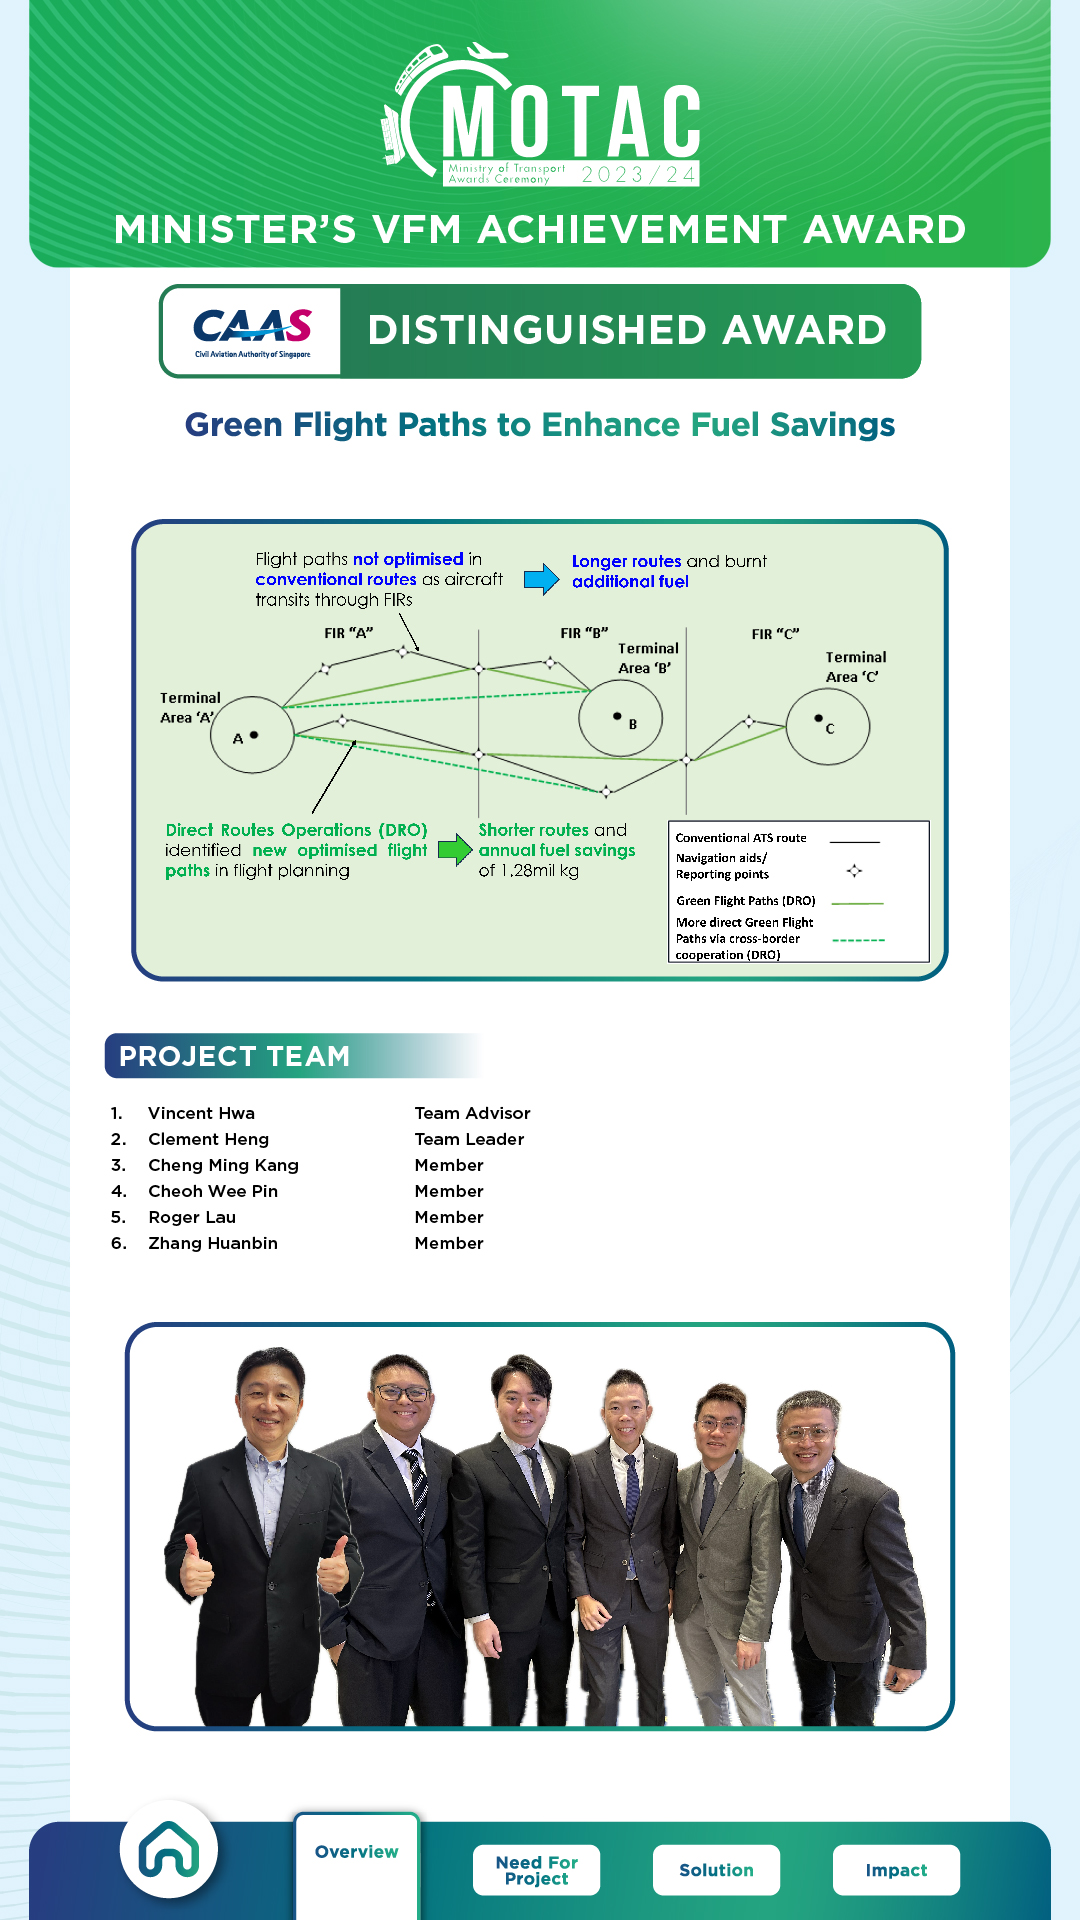 MOTAC
Ministry of Transport
Awards Ceremony 2023/24
MINISTER'S VFM ACHIEVEMENT AWARD
CAAS
Civil Aviation Authority of Singapore
DISTINGUISHED AWARD
Green Flight Paths to Enhance Fuel Savings
Flight paths not optimised in
conventional routes as aircraft
transits through FIRs
Longer routes and burnt
additional fuel
FIR "A"
FIR "B"
FIR "C"
Terminal
Area 'B'
Terminal
Area 'C'
Terminal
Area 'A'
A
B
C
Direct Routes Operations (DRO)
identified new optimised flight
paths in flight planning
Shorter routes and
annual fuel savings
of 1.28mil kg
Conventional ATS route
Navigation aids/
Reporting points
Green Flight Paths (DRO)
More direct Green Flight
Paths via cross-border
cooperation (DRO)
PROJECT TEAM
1. Vincent Hwa Team Advisor
2. Clement Heng Team Leader
3. Cheng Ming Kang Member
4. Cheoh Wee Pin Member
5. Roger Lau Member
6. Zhang Huanbin Member
Overview
Need For
Project
Solution
Impact